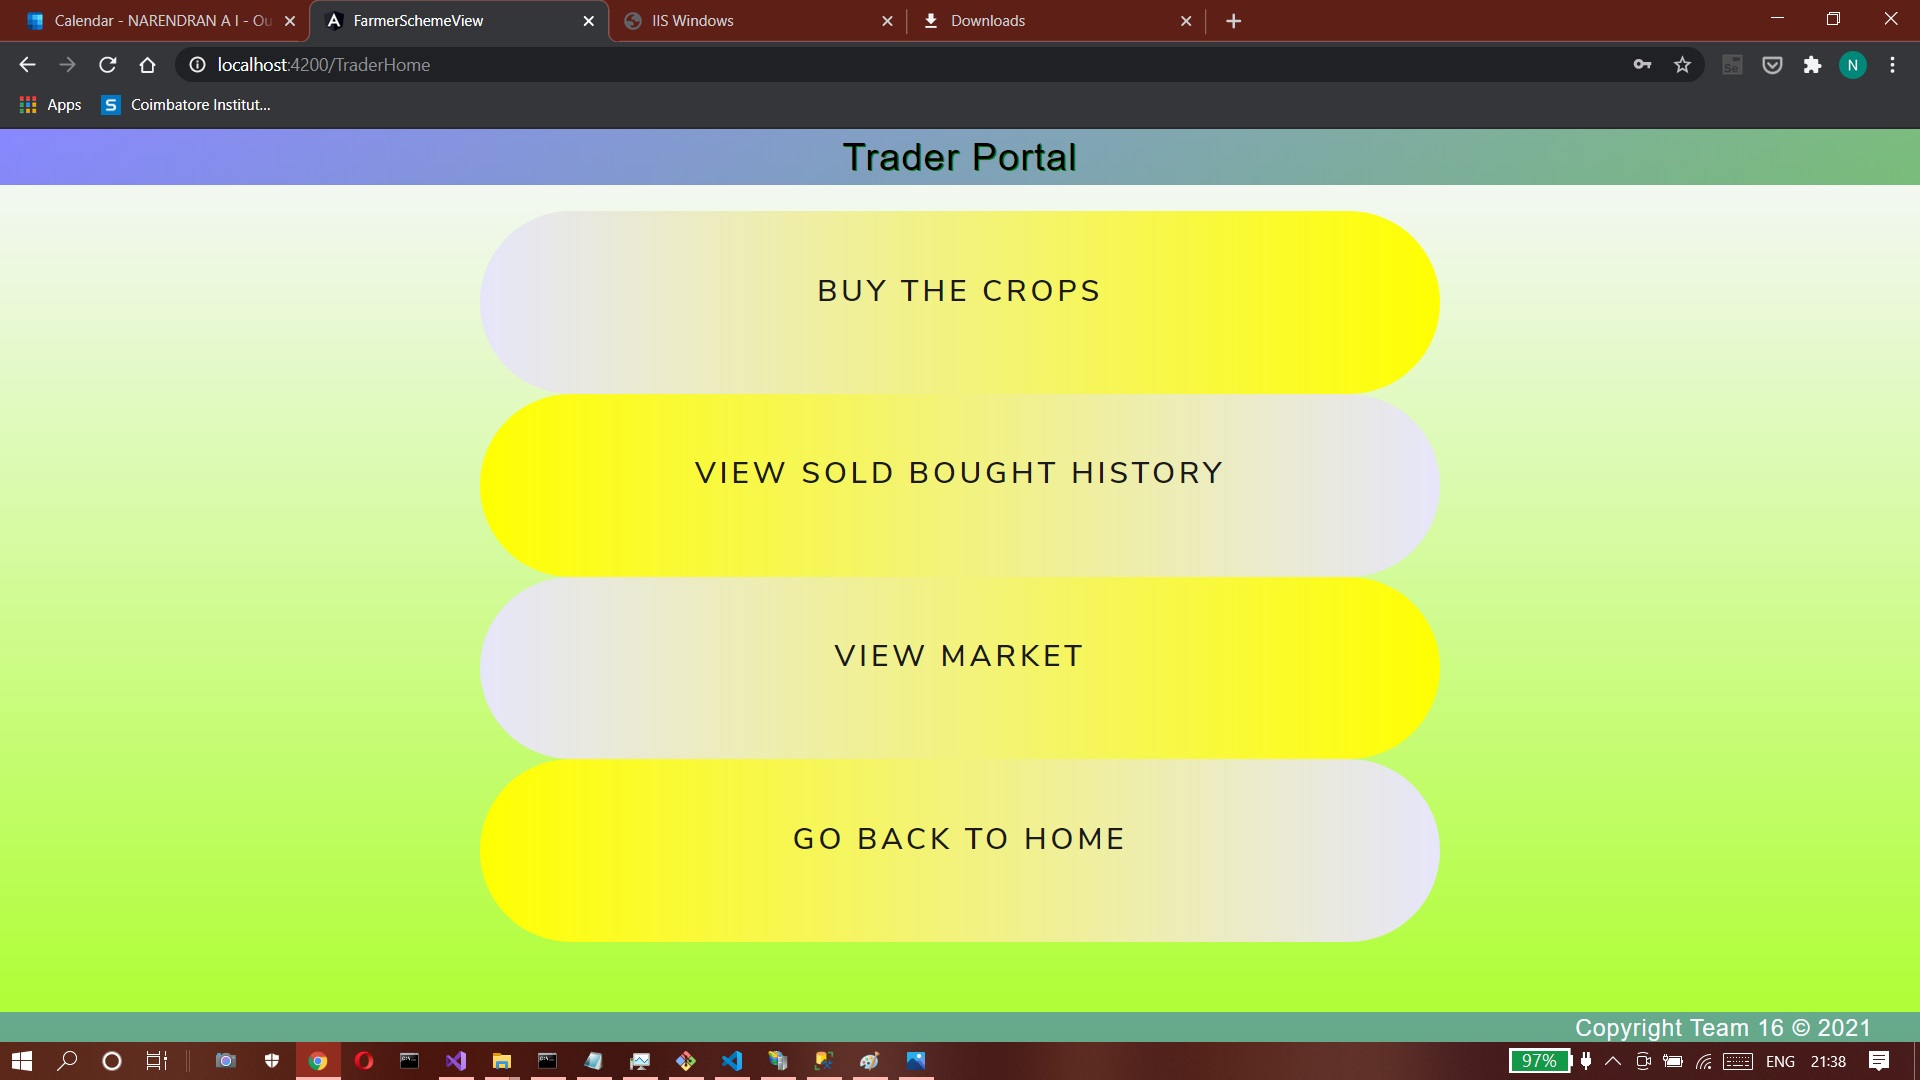 Calendar - NARENDRAN A I - Ou
FarmerSchemeView
IIS Windows
Downloads
localhost:4200/TraderHome
Se
N
Apps
S
Coimbatore Institut...
Trader Portal
BUY THE CROPS
VIEW SOLD BOUGHT HISTORY
VIEW MARKET
GO BACK TO HOME
Copyright Team 16 © 2021
97%
ENG
21:38